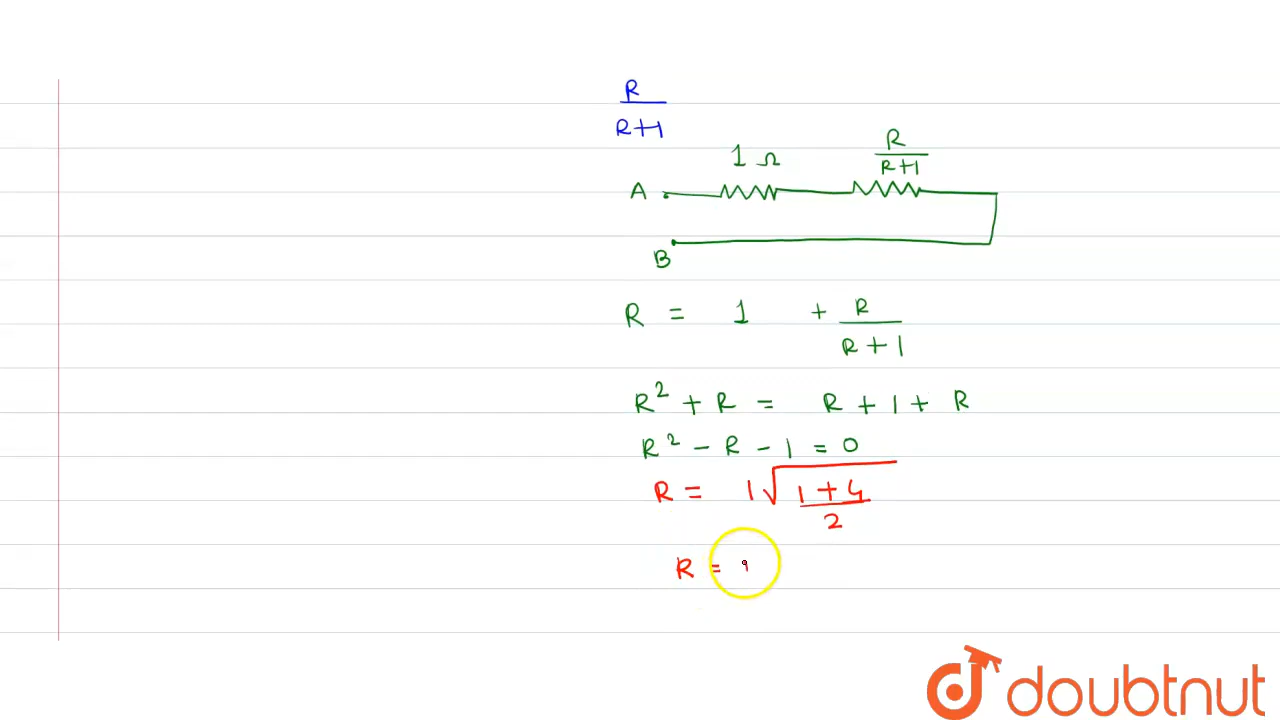 R
R+1
1 Ω
R
R+1
A
B
R = 1 + R
R + 1
R² + R = R + 1 + R
R² - R - 1 = 0
R = 1√1+4
2
R =
doubtnut